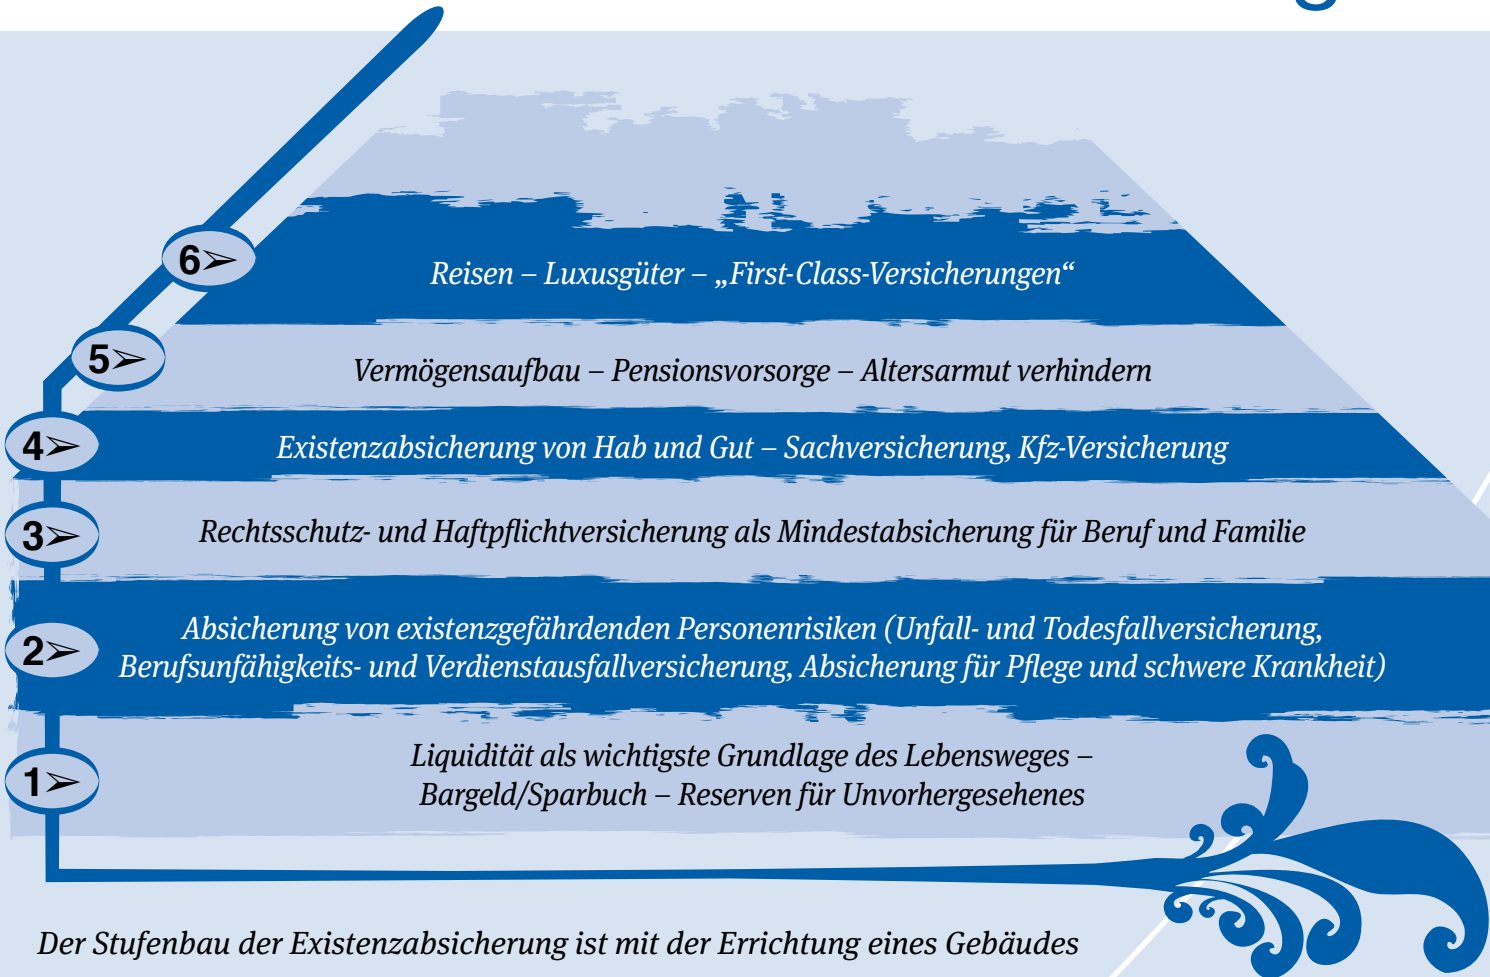 6➢
Reisen – Luxusgüter – „First-Class-Versicherungen“
5➢
Vermögensaufbau – Pensionsvorsorge – Altersarmut verhindern
4➢
Existenzabsicherung von Hab und Gut – Sachversicherung, Kfz-Versicherung
3➢
Rechtsschutz- und Haftpflichtversicherung als Mindestabsicherung für Beruf und Familie
2➢
Absicherung von existenzgefährdenden Personenrisiken (Unfall- und Todesfallversicherung,
Berufsunfähigkeits- und Verdienstausfallversicherung, Absicherung für Pflege und schwere Krankheit)
1➢
Liquidität als wichtigste Grundlage des Lebensweges –
Bargeld/Sparbuch – Reserven für Unvorhergesehenes
Der Stufenbau der Existenzabsicherung ist mit der Errichtung eines Gebäudes